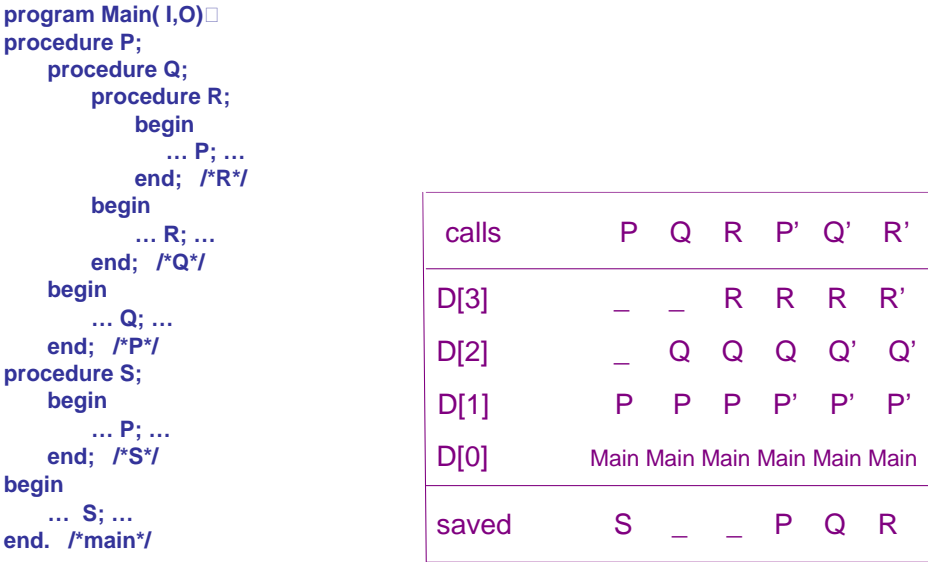 program Main( I,O)
procedure P;
procedure Q;
procedure R;
begin
… P; …
end; /*R*/
begin
… R; …
end; /*Q*/
begin
… Q; …
end; /*P*/
procedure S;
begin
… P; …
end; /*S*/
begin
… S; …
end. /*main*/
calls P Q R P’ Q’ R’
D[3] _ _ R R R R’
D[2] _ Q Q Q Q’ Q’
D[1] P P P P’ P’ P’
D[0] Main Main Main Main Main Main
saved S _ _ P Q R